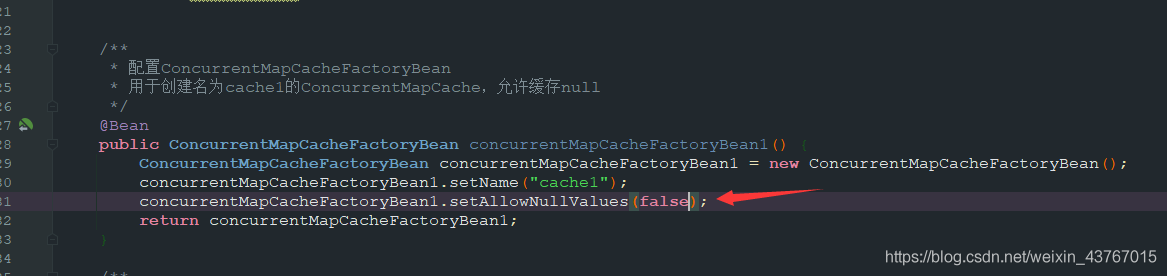 21
22
23 /**
24 * 配置ConcurrentMapCacheFactoryBean
25 * 用于创建名为cache1的ConcurrentMapCache，允许缓存null
26 */
27 @Bean
28 public ConcurrentMapCacheFactoryBean concurrentMapCacheFactoryBean1() {
29 ConcurrentMapCacheFactoryBean concurrentMapCacheFactoryBean1 = new ConcurrentMapCacheFactoryBean();
30 concurrentMapCacheFactoryBean1.setName("cache1");
31 concurrentMapCacheFactoryBean1.setAllowNullValues(false);
32 return concurrentMapCacheFactoryBean1;
33 }
34
/**
https://blog.csdn.net/weixin_43767015